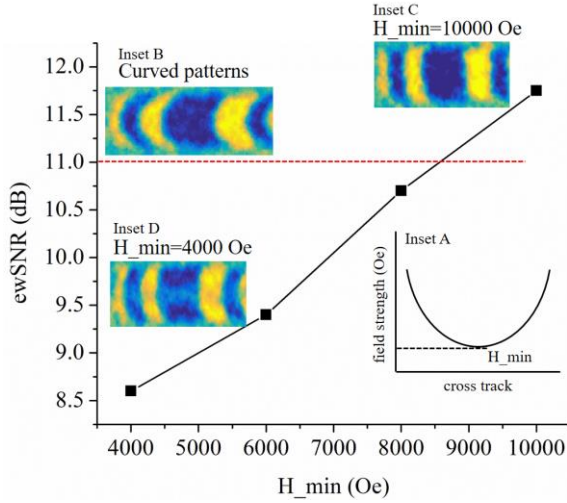 Inset B
Curved patterns
Inset C
H_min=10000 Oe
12.0
11.5
11.0
10.5
10.0
9.5
9.0
8.5
ewSNR (dB)
Inset D
H_min=4000 Oe
Inset A
field strength (Oe)
H_min
cross track
4000 5000 6000 7000 8000 9000 10000
H_min (Oe)